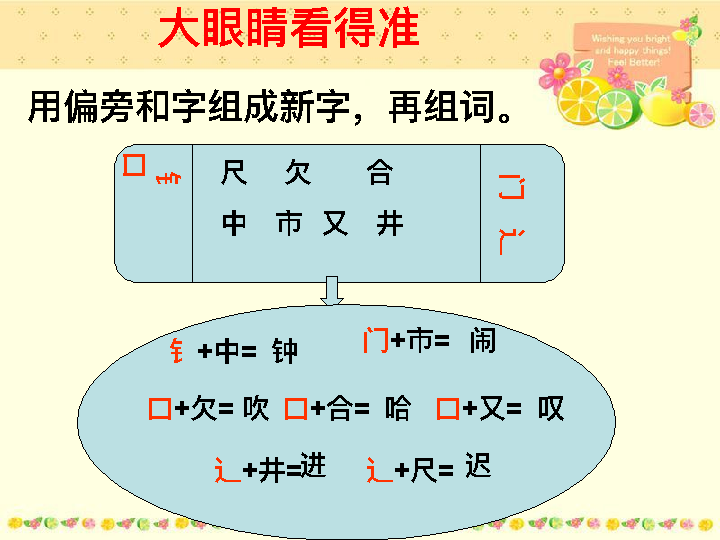 大眼睛看得准
Wishing you bright
and happy things!
Feel Better!
用偏旁和字组成新字，再组词。
口 钅 尺 欠 合 门
中 市 又 井 辶
钅+中= 钟 门+市= 闹
口+欠= 吹 口+合= 哈 口+又= 叹
辶+井=进 辶+尺= 迟